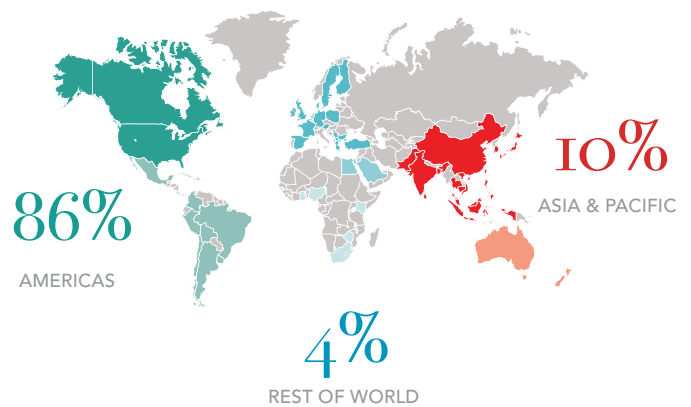 10%
ASIA & PACIFIC
86%
AMERICAS
4%
REST OF WORLD